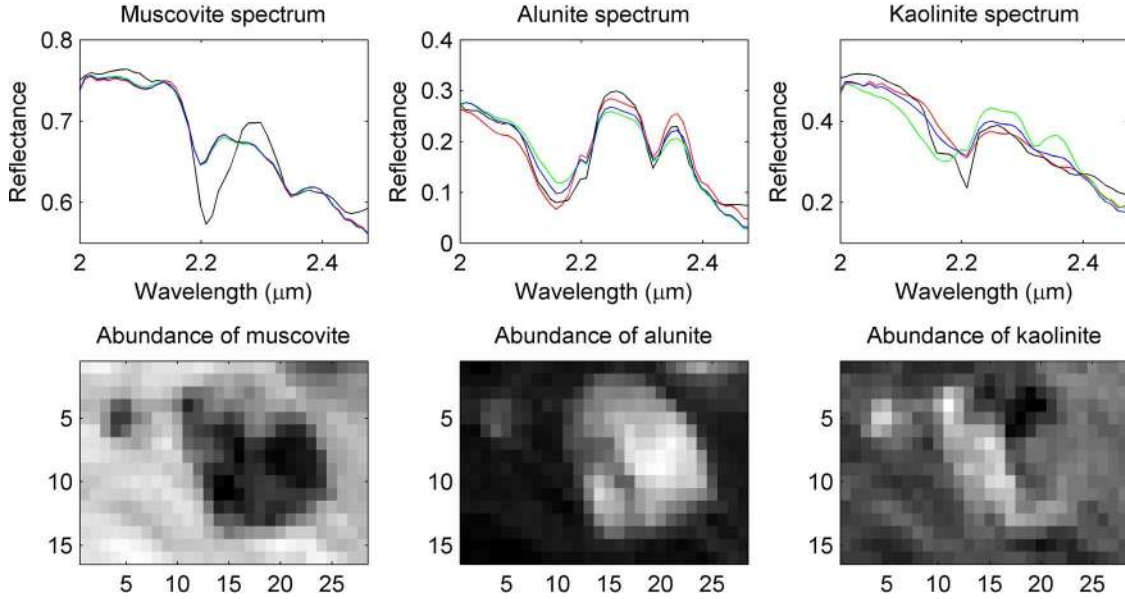 Muscovite spectrum
Alunite spectrum
Kaolinite spectrum
0.8
0.7
0.6
Reflectance
2
2.2
2.4
Wavelength (μm)
0.4
0.3
0.2
0.1
0
Reflectance
2
2.2
2.4
Wavelength (μm)
0.4
0.2
Reflectance
2
2.2
2.4
Wavelength (μm)
Abundance of muscovite
Abundance of alunite
Abundance of kaolinite
5
10
15
5 10 15 20 25
5
10
15
5 10 15 20 25
5
10
15
5 10 15 20 25